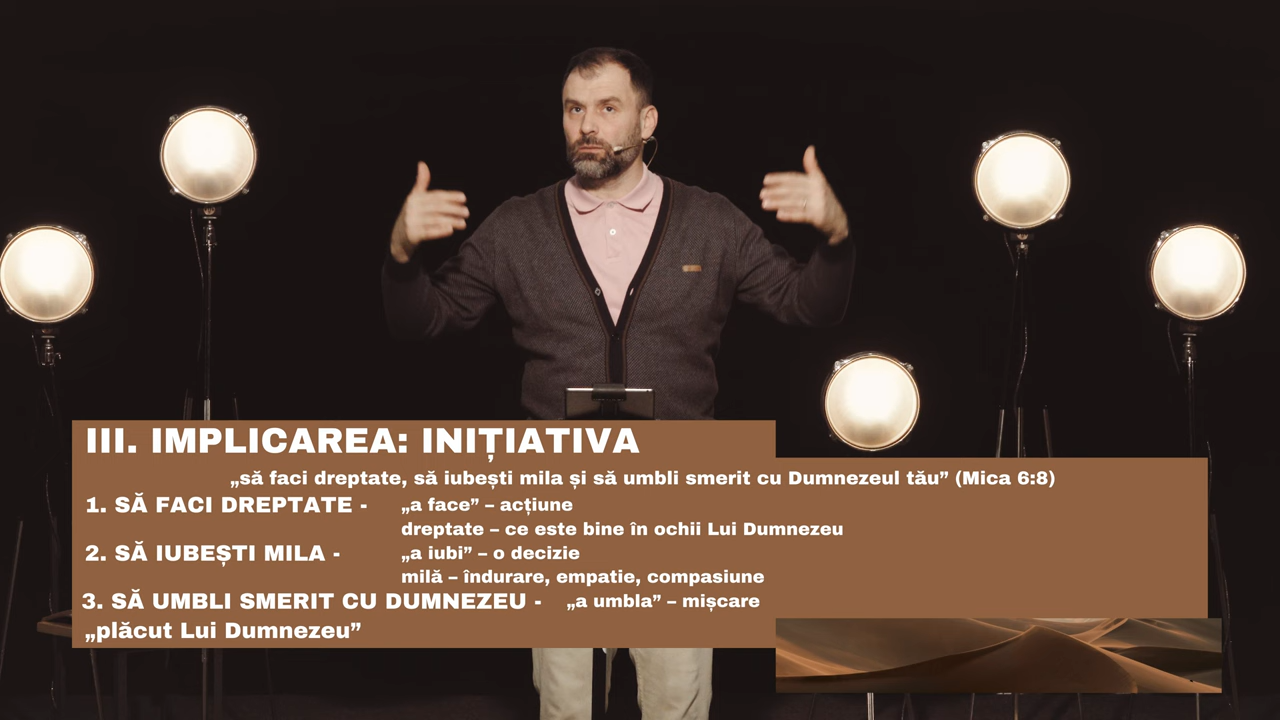 III. IMPLICAREA: INIȚIATIVA
„să faci dreptate, să iubești mila și să umbli smerit cu Dumnezeul tău” (Mica 6:8)
1. SĂ FACI DREPTATE - „a face” – acțiune
dreptate – ce este bine în ochii Lui Dumnezeu
2. SĂ IUBEȘTI MILA - „a iubi” – o decizie
milă – îndurare, empatie, compasiune
3. SĂ UMBLI SMERIT CU DUMNEZEU - „a umbla” – mișcare
„plăcut Lui Dumnezeu”